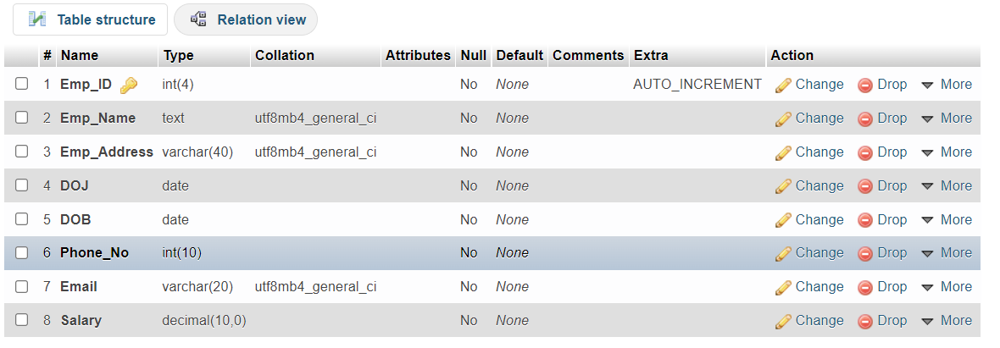 Table structure Relation view
# Name Type Collation Attributes Null Default Comments Extra Action
1 Emp_ID int(4) No None AUTO_INCREMENT Change Drop More
2 Emp_Name text utf8mb4_general_ci No None Change Drop More
3 Emp_Address varchar(40) utf8mb4_general_ci No None Change Drop More
4 DOJ date No None Change Drop More
5 DOB date No None Change Drop More
6 Phone_No int(10) No None Change Drop More
7 Email varchar(20) utf8mb4_general_ci No None Change Drop More
8 Salary decimal(10,0) No None Change Drop More